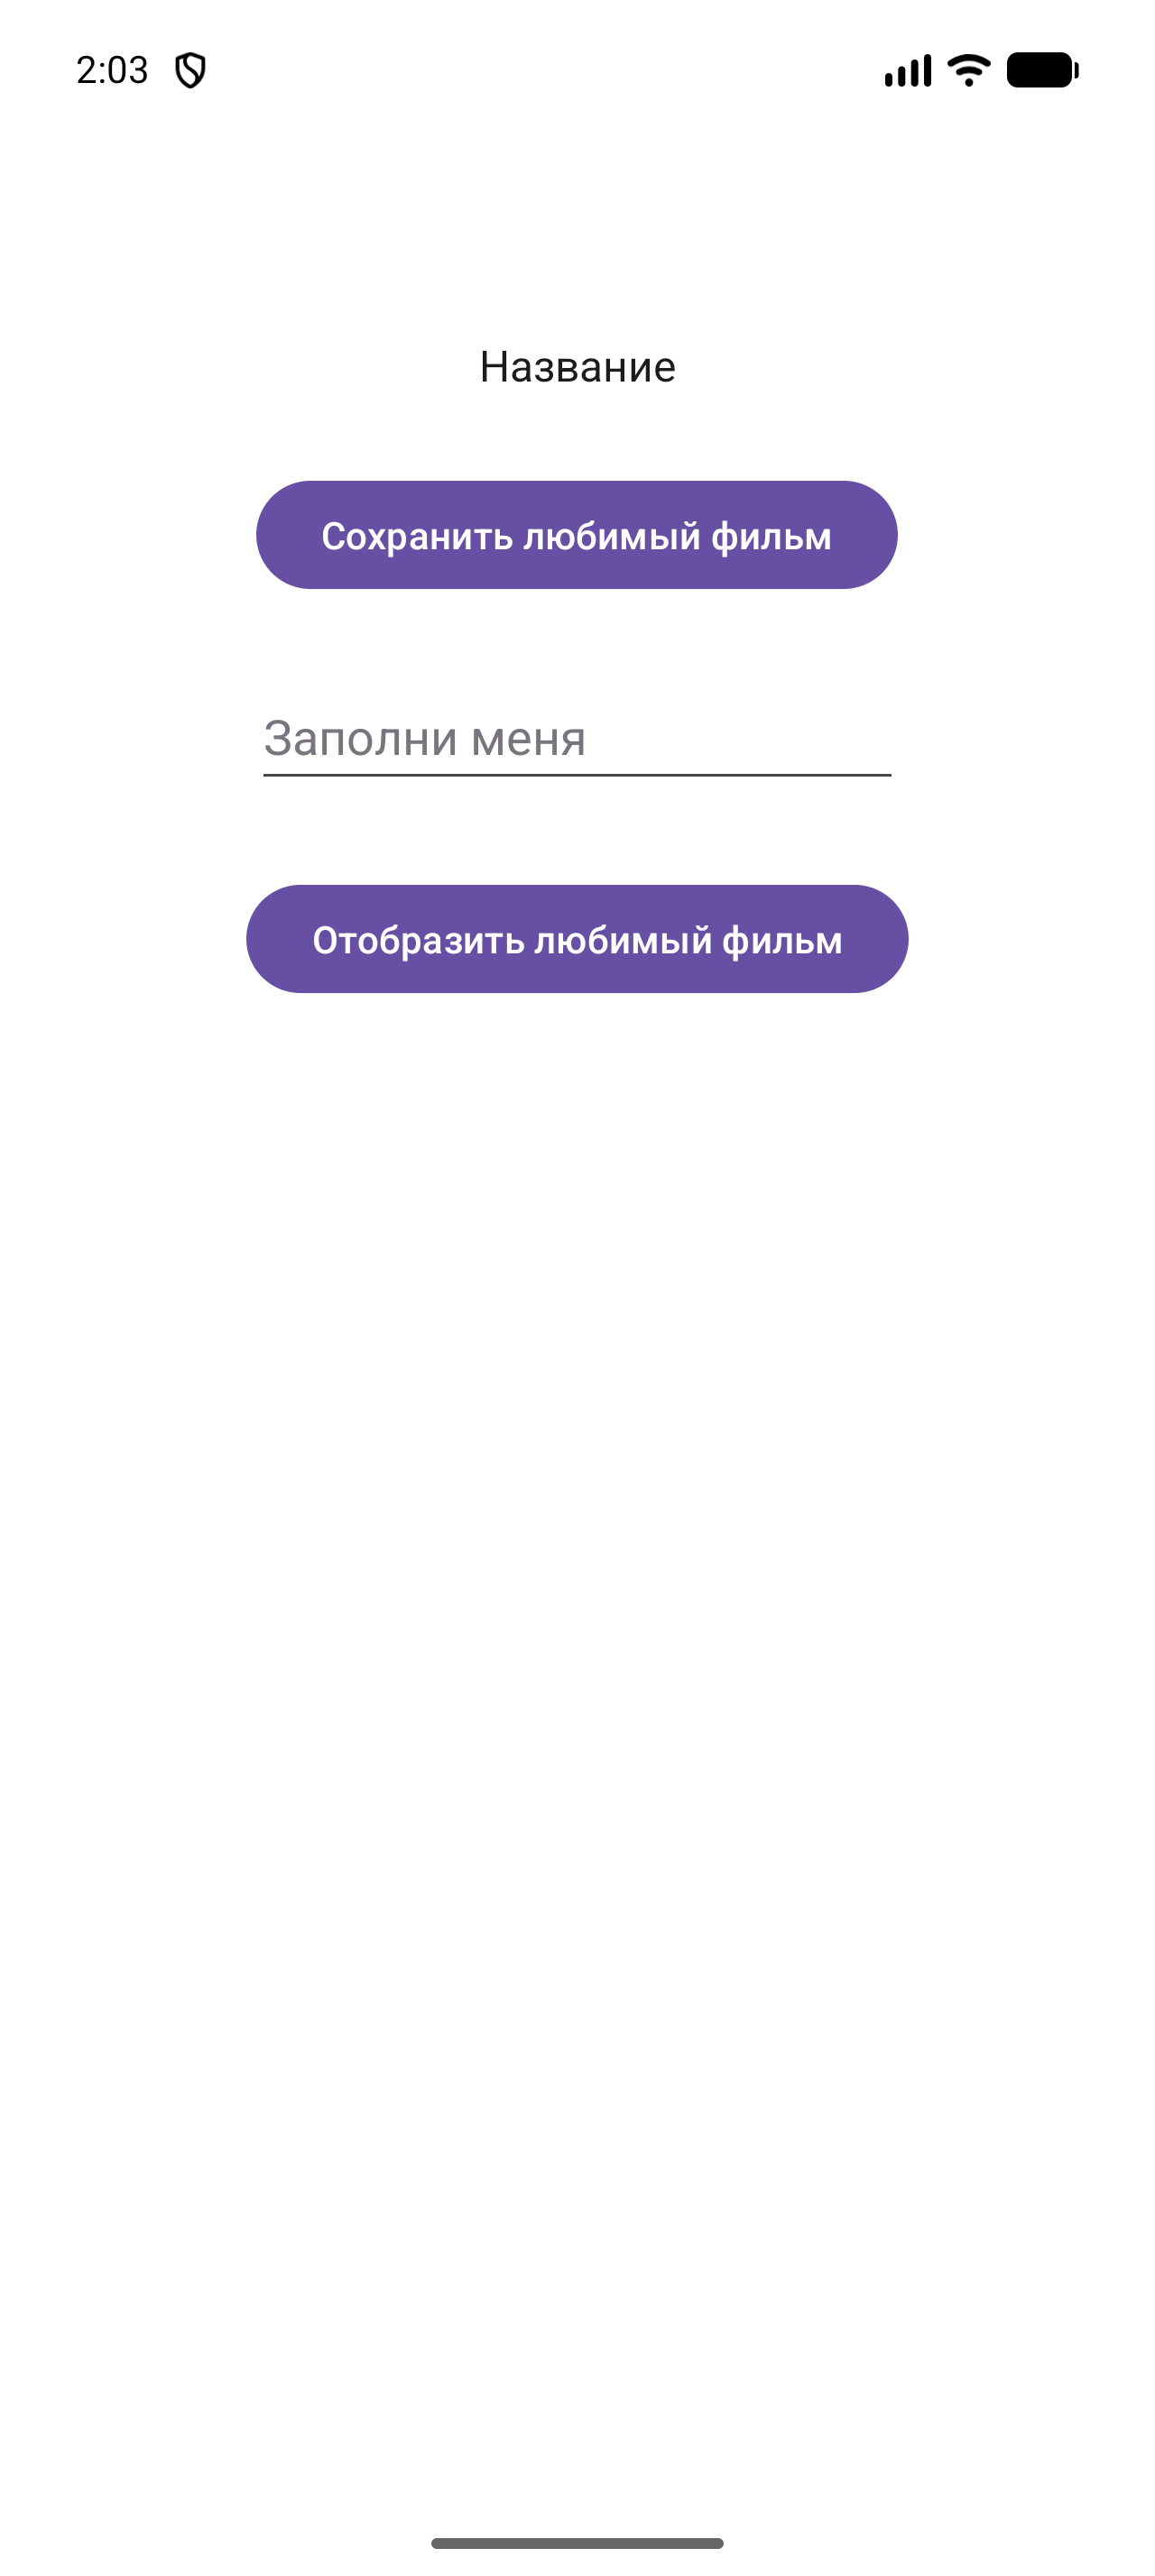 2:03
Название
Сохранить любимый фильм
Заполни меня
Отобразить любимый фильм